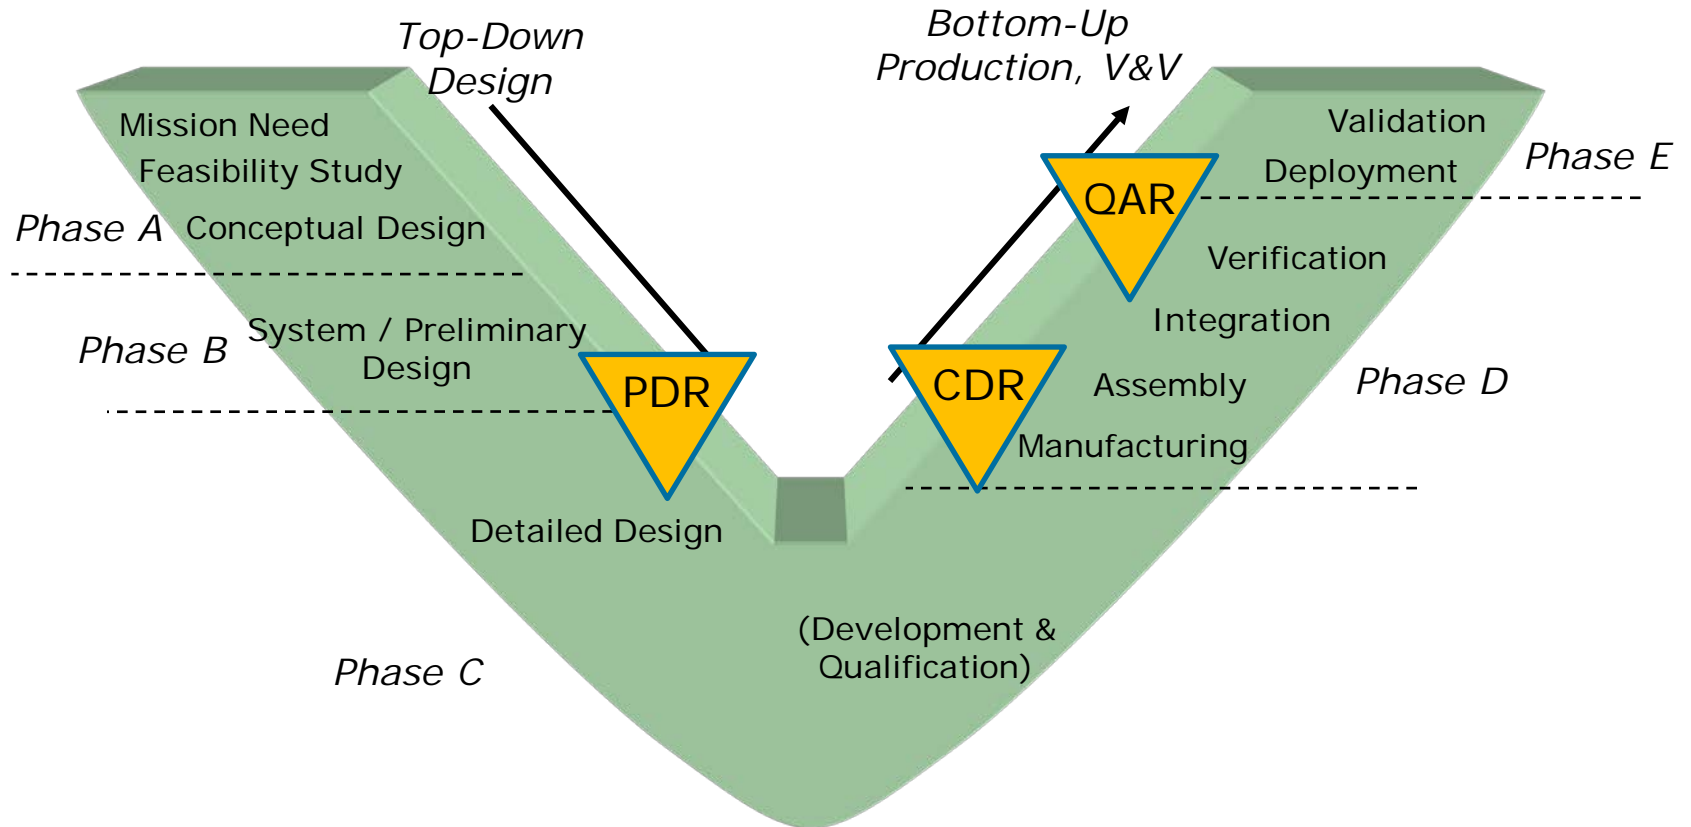 Top-Down
Design
Bottom-Up
Production, V&V
Mission Need
Feasibility Study
Phase A
Conceptual Design
Phase B
System / Preliminary
Design
PDR
Detailed Design
Phase C
(Development &
Qualification)
CDR
Manufacturing
Assembly
Phase D
Integration
Verification
QAR
Deployment
Phase E
Validation